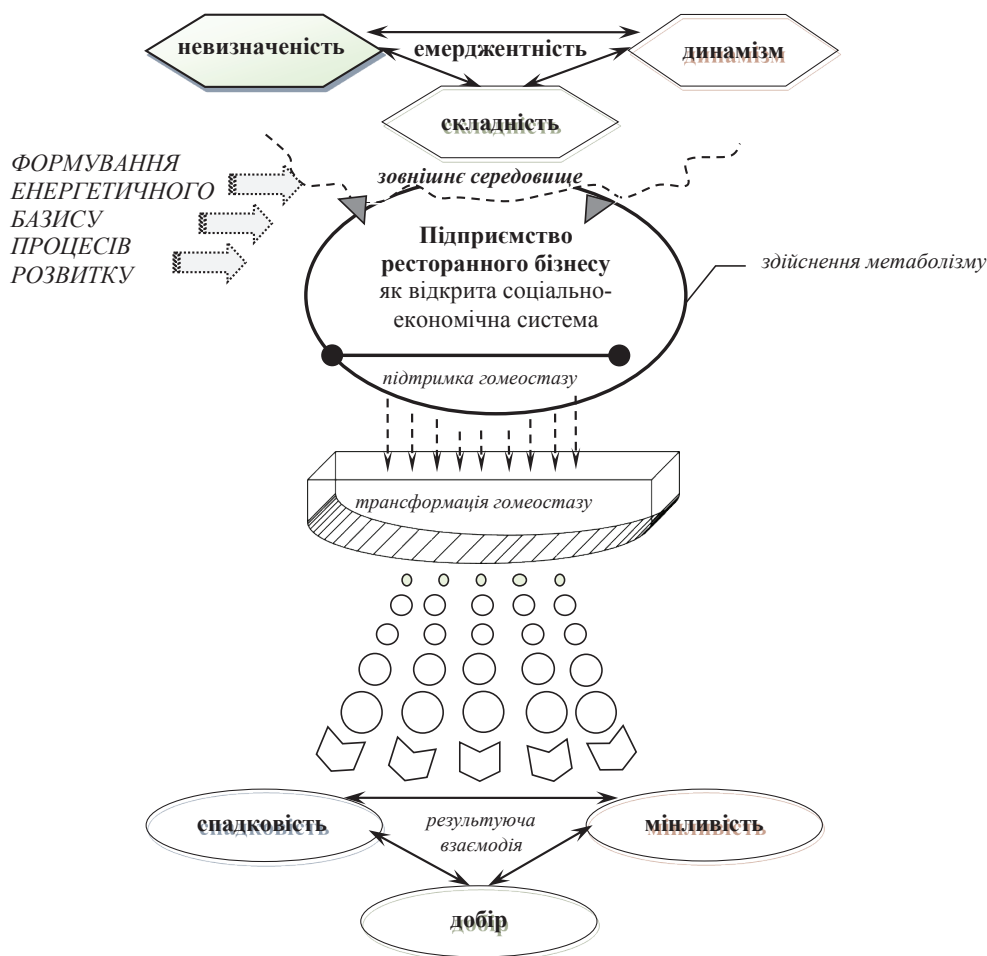 невизначеність
емерджентність
динамізм
складність
ФОРМУВАННЯ
ЕНЕРГЕТИЧНОГО
БАЗИСУ
ПРОЦЕСІВ
РОЗВИТКУ
зовнішнє середовище
Підприємство
ресторанного бізнесу
як відкрита соціально-
економічна система
здійснення метаболізму
підтримка гомеостазу
трансформація гомеостазу
спадковість
результуюча
взаємодія
мінливість
добір